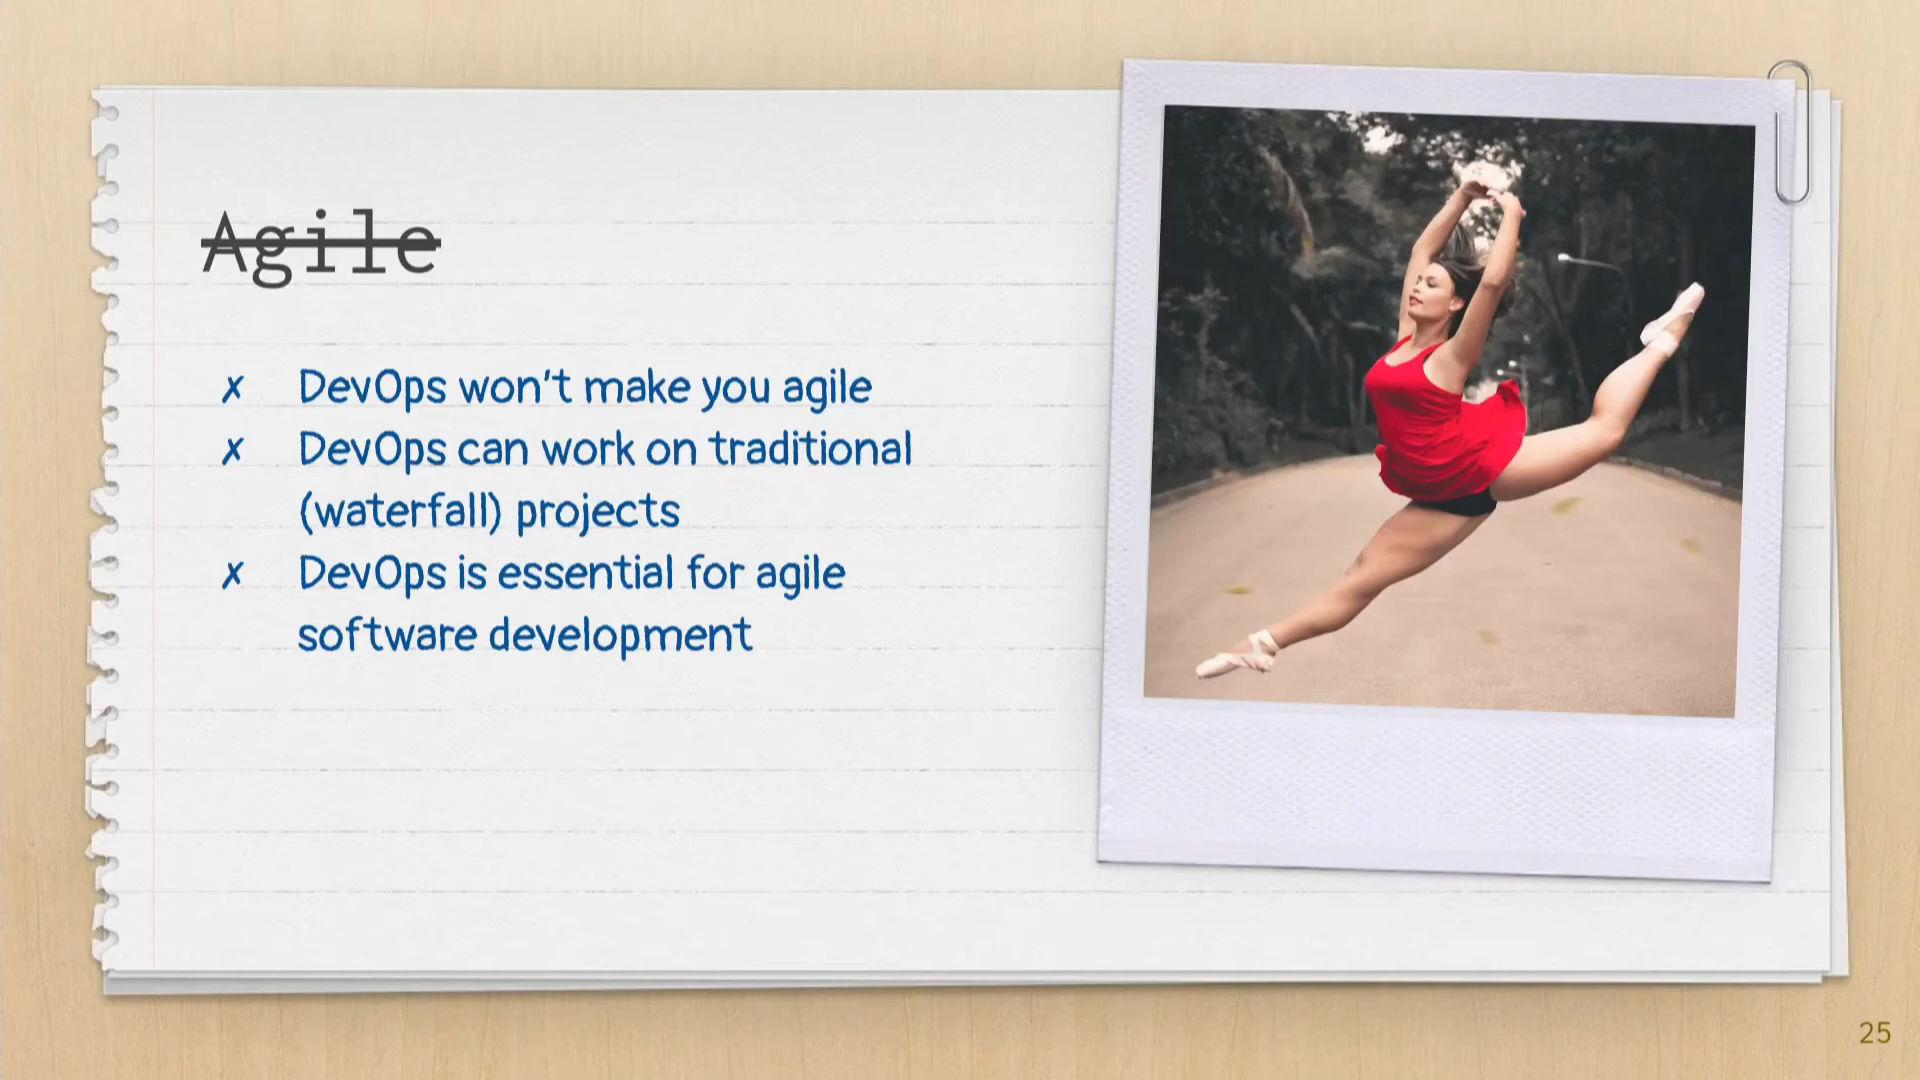 Agile
✗ DevOps won't make you agile
✗ DevOps can work on traditional
(waterfall) projects
✗ DevOps is essential for agile
software development
25